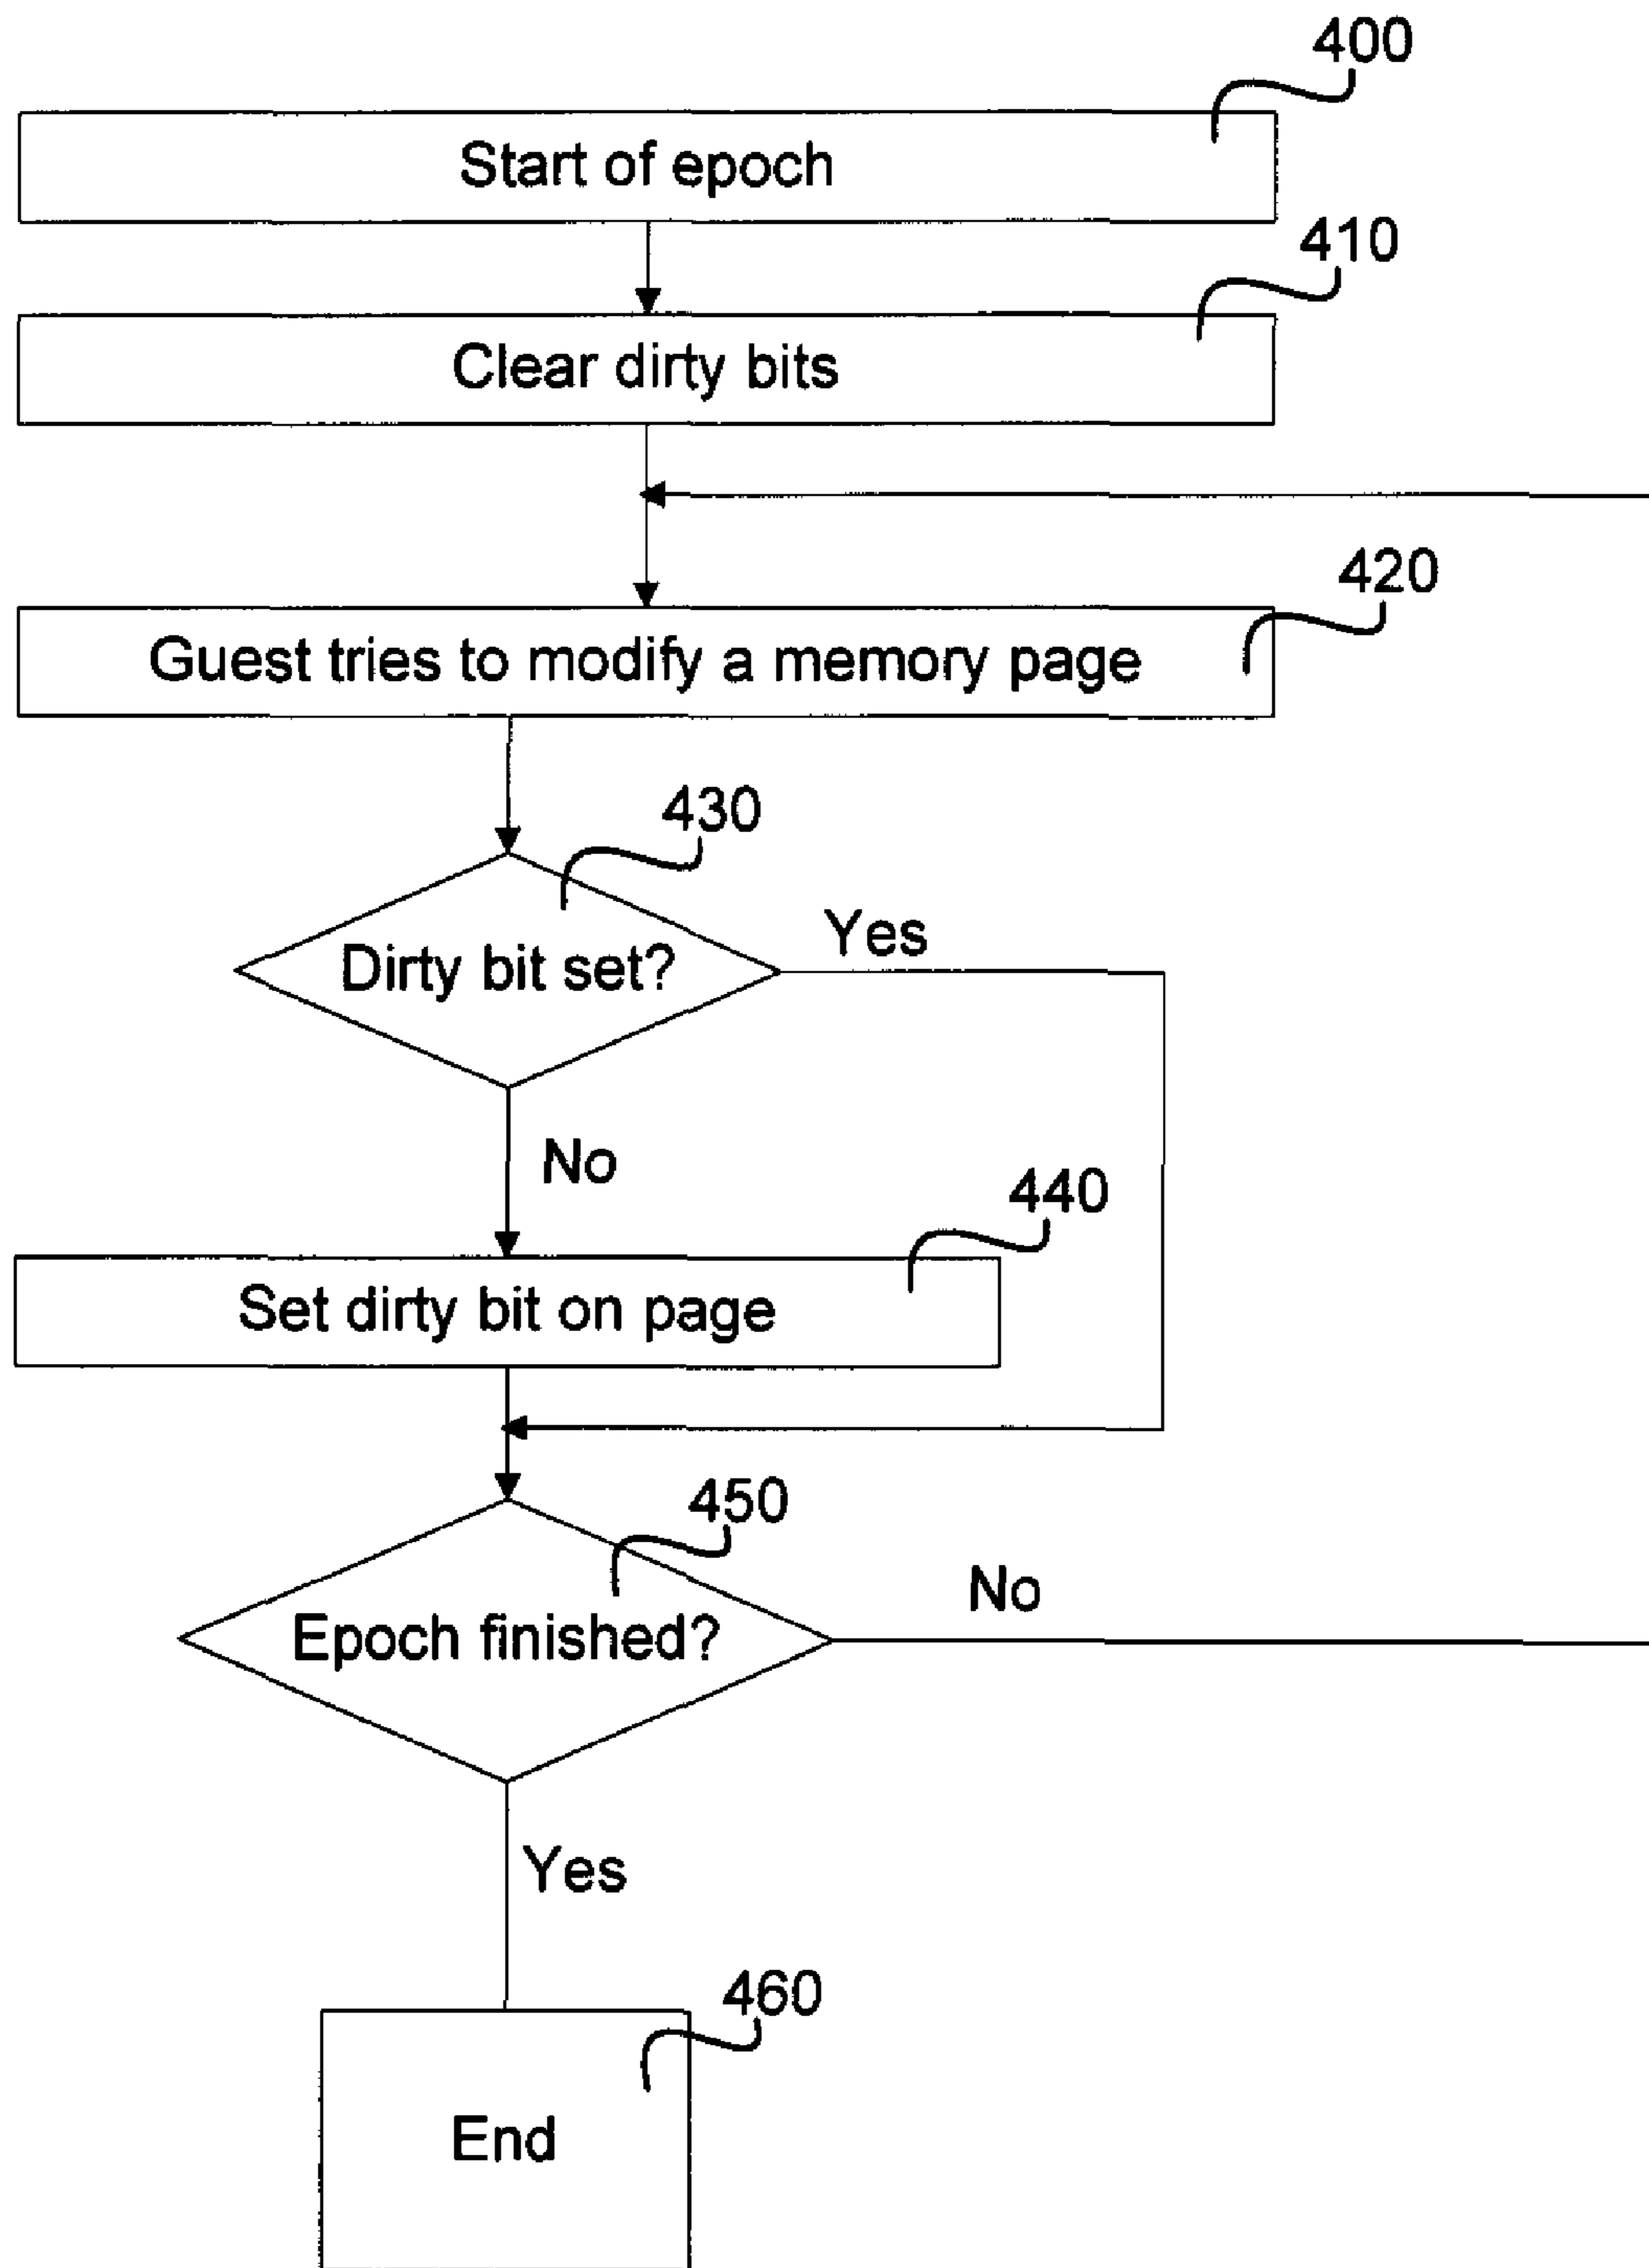 400
Start of epoch
410
Clear dirty bits
420
Guest tries to modify a memory page
430
Yes
Dirty bit set?
No
440
Set dirty bit on page
450
No
Epoch finished?
Yes
460
End